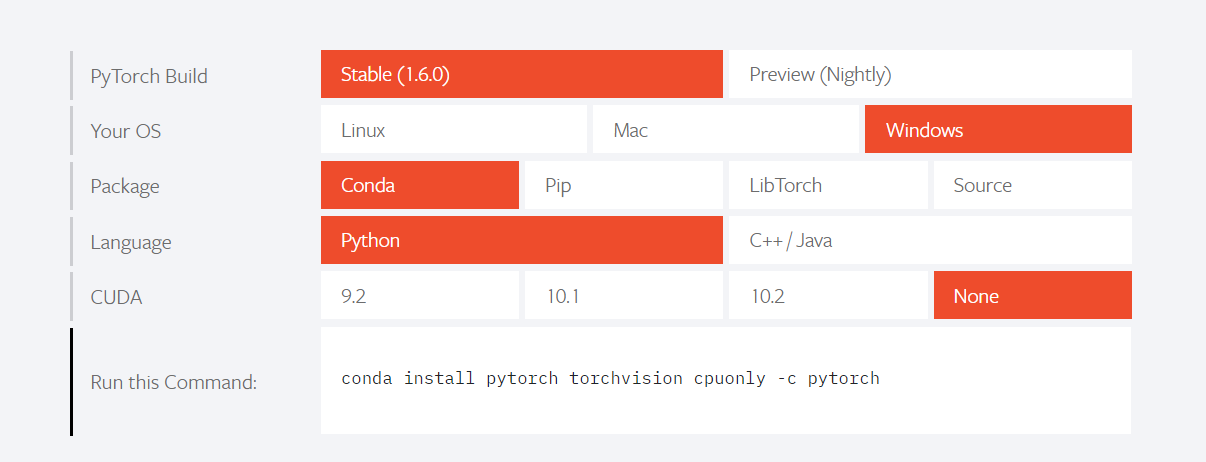 PyTorch Build Stable (1.6.0) Preview (Nightly)
Your OS Linux Mac Windows
Package Conda Pip LibTorch Source
Language Python C++ / Java
CUDA 9.2 10.1 10.2 None
Run this Command: conda install pytorch torchvision cpuonly -c pytorch